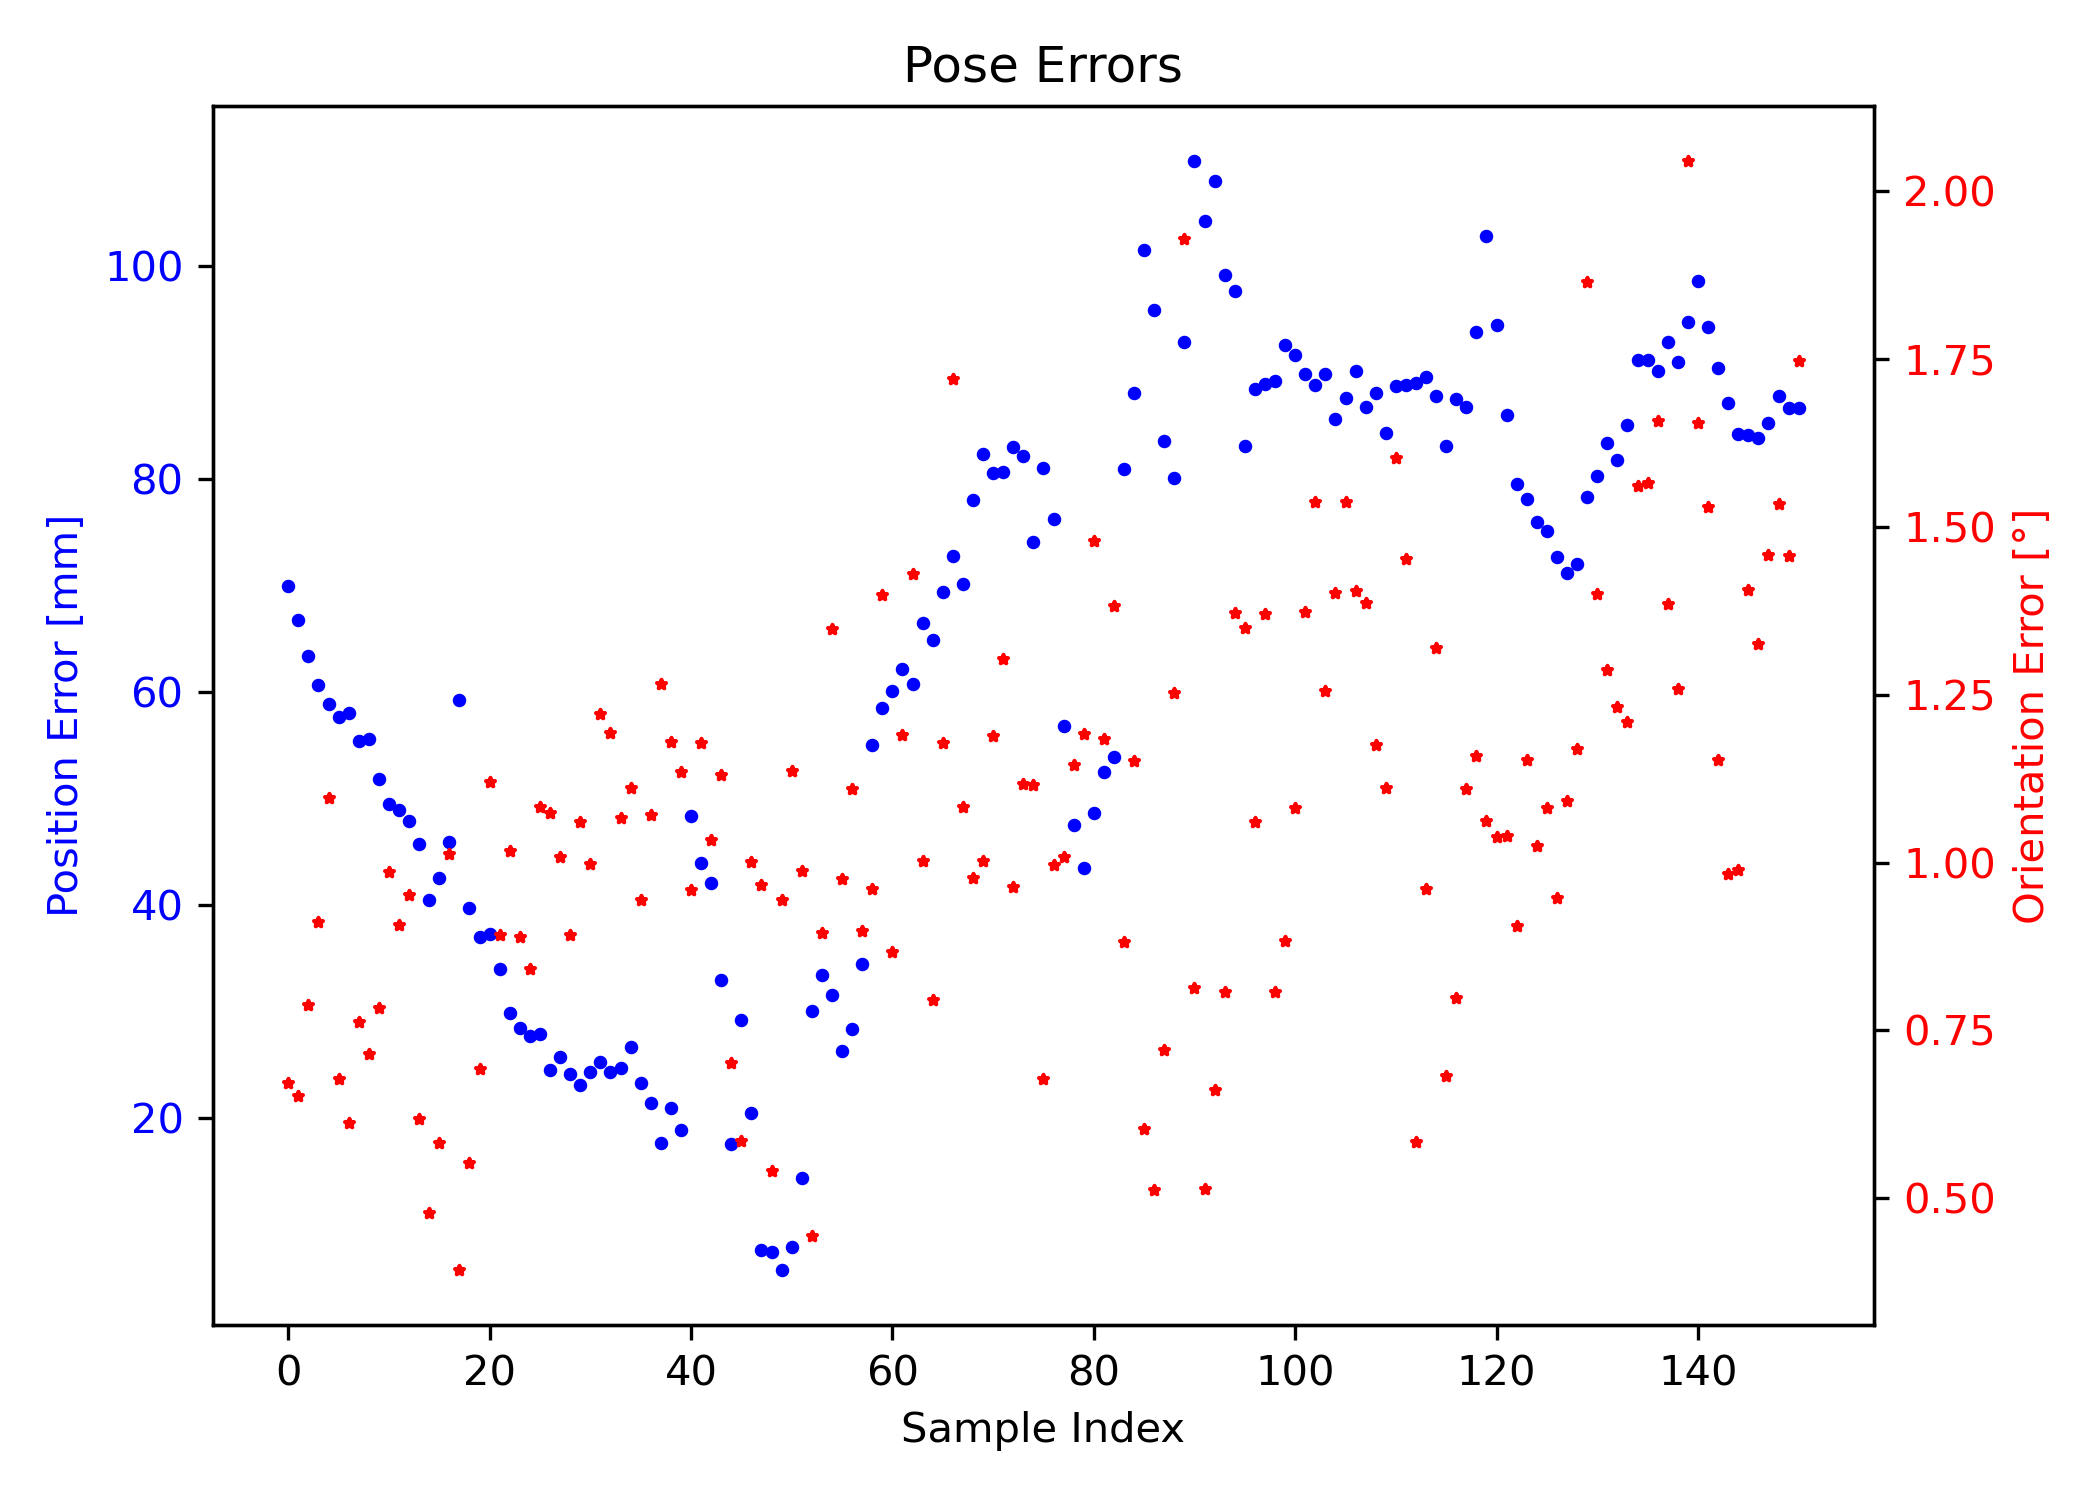 Pose Errors
Position Error [mm]
100
80
60
40
20
2.00
1.75
1.50
1.25
1.00
0.75
0.50
Orientation Error [°]
0 20 40 60 80 100 120 140
Sample Index